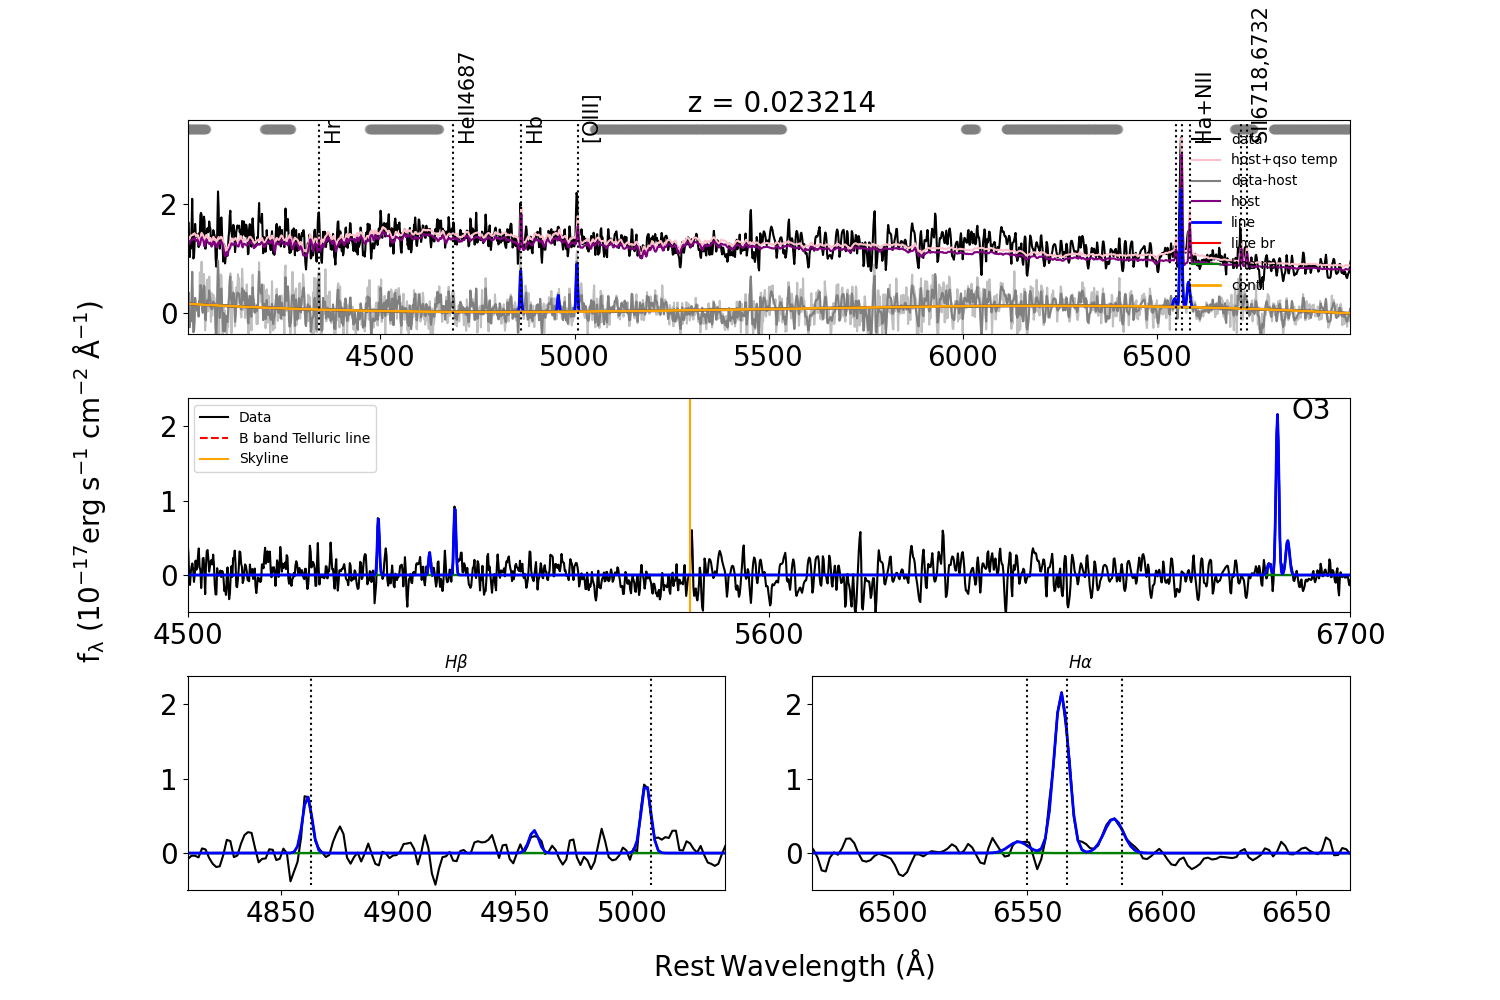 z = 0.023214
Hr
HeII4687
Hb
[OIII]
Ha+NII
SII6718,6732
data
host+qso temp
data-host
host
line
line br
conti
2
0
4500
5000
5500
6000
6500
fλ (10⁻¹⁷erg s⁻¹ cm⁻² Å⁻¹)
Data
B band Telluric line
Skyline
O3
2
1
0
4500
5600
6700
Hβ
2
1
0
4850
4900
4950
5000
Hα
2
1
0
6500
6550
6600
6650
Rest Wavelength (Å)